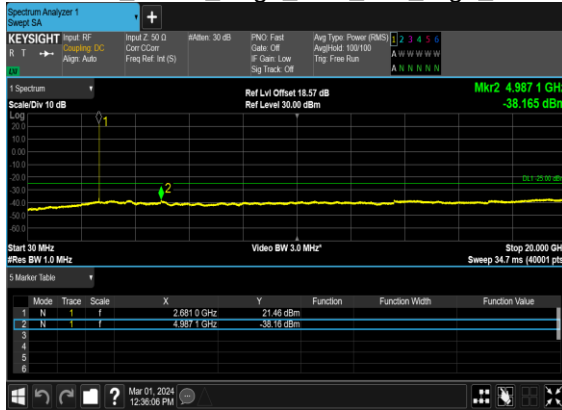 Spectrum Analyzer 1
Swept SA
+
KEYSIGHT Input: RF Input Z: 50 Ω #Atten: 30 dB PNO: Fast Avg Type: Power (RMS) 1 2 3 4 5 6
R T Coupling: DC Corr CCorr Gate: Off Avg|Hold: 100/100 A W W W W W
Align: Auto Freq Ref: Int (S) IF Gain: Low Trig: Free Run
LXI Sig Track: Off A N N N N N
1 Spectrum Ref Lvl Offset 18.57 dB Mkr2 4.987 1 GHz
Scale/Div 10 dB Ref Level 30.00 dBm -38.165 dBm
Log
20.0
10.0
0.00
-10.0
-20.0
-30.0
-40.0
-50.0
-60.0
1
2
DL1 -25.00 dBm
Start 30 MHz Video BW 3.0 MHz* Stop 20.000 GHz
#Res BW 1.0 MHz Sweep 34.7 ms (40001 pts)
5 Marker Table
Mode Trace Scale X Y Function Function Width Function Value
1 N 1 f 2.681 0 GHz 21.46 dBm
2 N 1 f 4.987 1 GHz -38.16 dBm
3
4
5
6
? Mar 01, 2024
12:36:06 PM